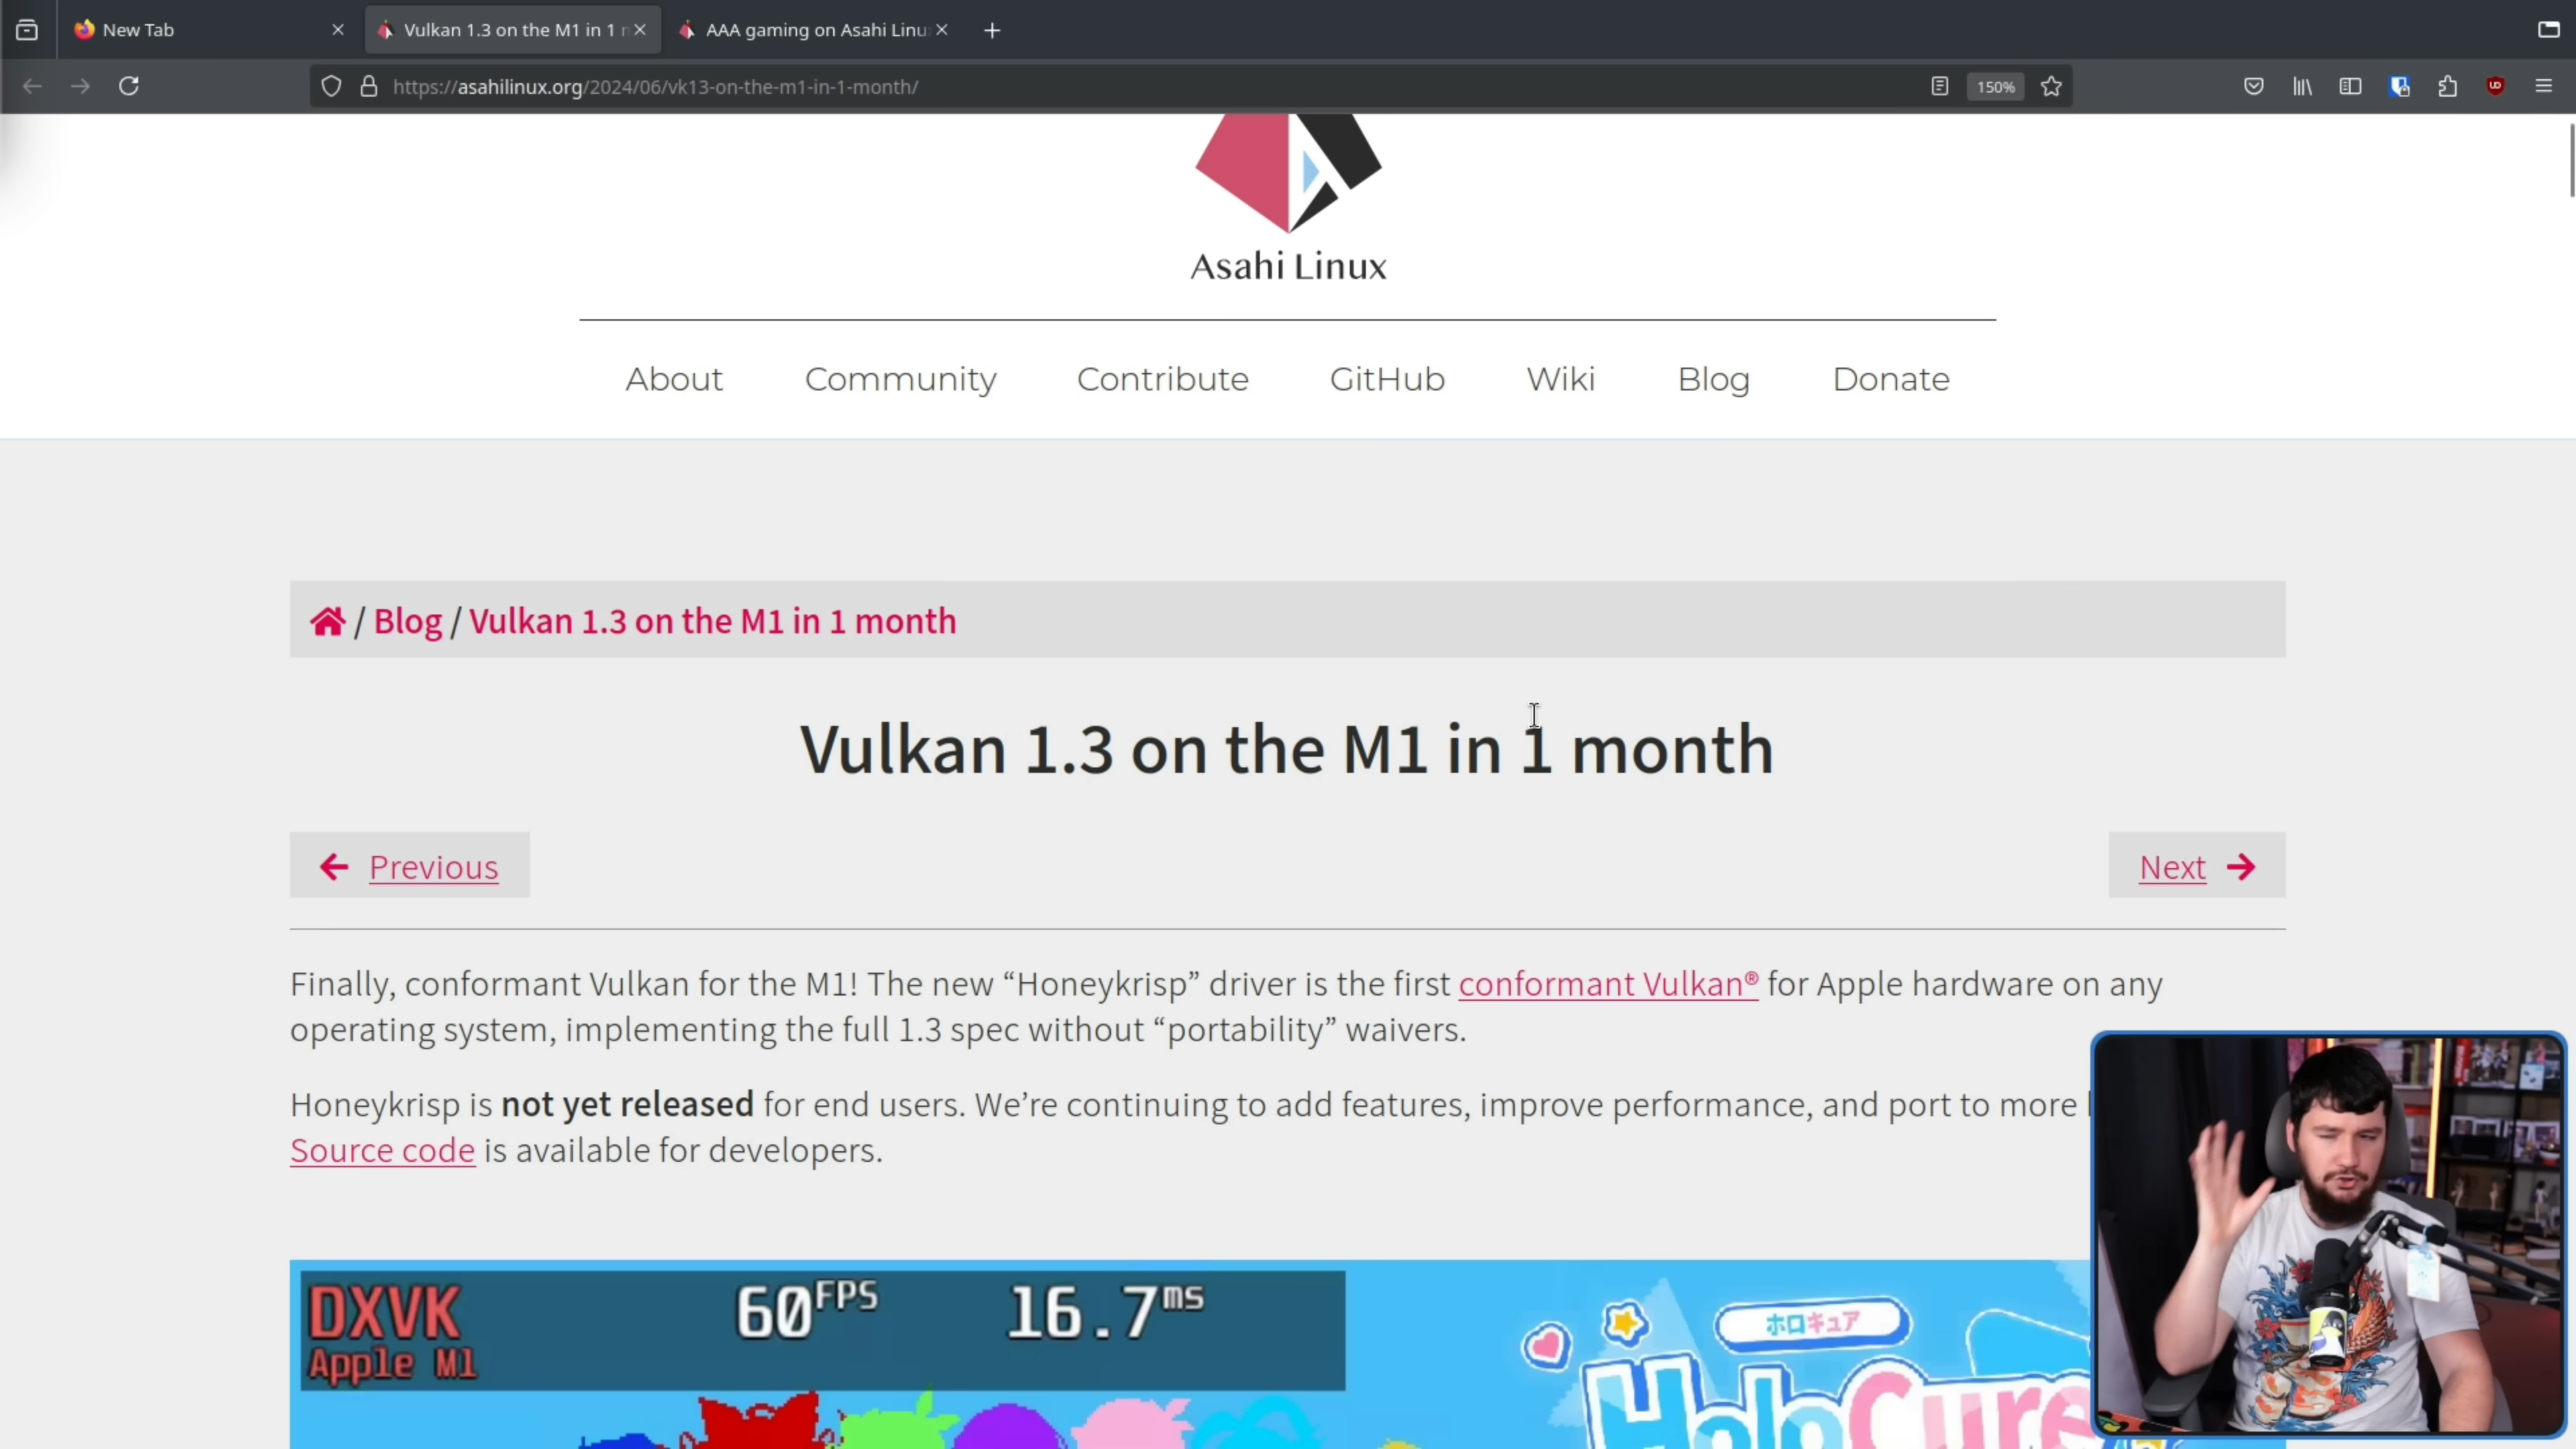 New Tab
Vulkan 1.3 on the M1 in 1
AAA gaming on Asahi Linu
https://asahilinux.org/2024/06/vk13-on-the-m1-in-1-month/
150%
Asahi Linux
About
Community
Contribute
GitHub
Wiki
Blog
Donate
/ Blog / Vulkan 1.3 on the M1 in 1 month
Vulkan 1.3 on the M1 in 1 month
Previous
Next
Finally, conformant Vulkan for the M1! The new “Honeykrisp” driver is the first conformant Vulkan® for Apple hardware on any
operating system, implementing the full 1.3 spec without “portability” waivers.
Honeykrisp is not yet released for end users. We’re continuing to add features, improve performance, and port to more
Source code is available for developers.
DXVK 60FPS 16.7ms
Apple M1
ホロキュア
HoloCure